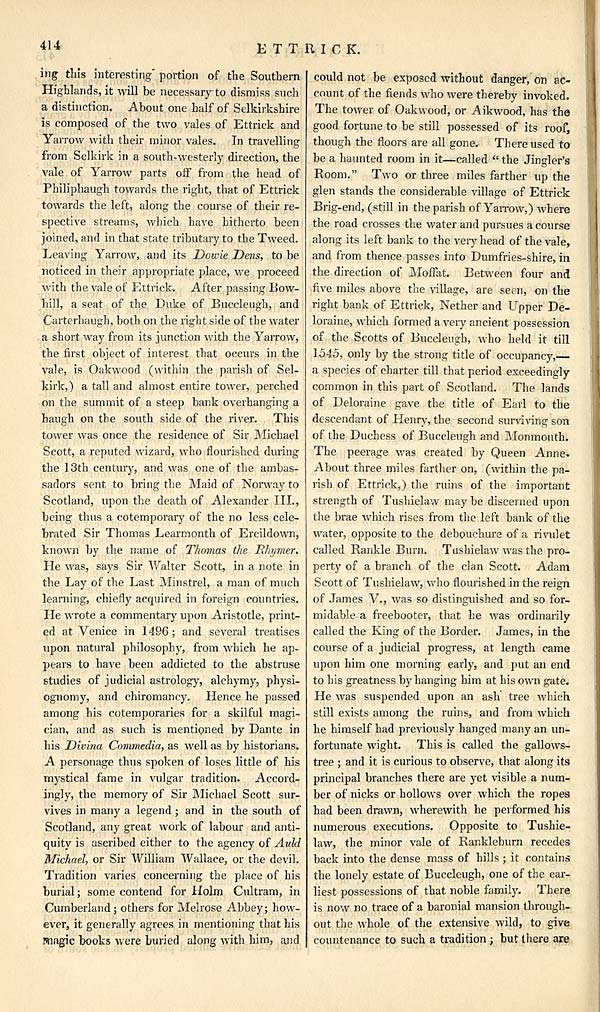 414
ETTRICK.
ing this interesting portion of the Southern
Highlands, it will be necessary to dismiss such
a distinction. About one half of Selkirkshire
is composed of the two vales of Ettrick and
Yarrow with their minor vales. In travelling
from Selkirk in a south-westerly direction, the
vale of Yarrow parts off from the head of
Philiphaugh towards the right, that of Ettrick
towards the left, along the course of their re-
spective streams, which have hitherto been
joined, and in that state tributary to the Tweed.
Leaving Yarrow, and its Dowie Dens, to be
noticed in their appropriate place, we proceed
with the vale of Ettrick. After passing Bow-
hill, a seat of the Duke of Buccleugh, and
Carterhaugh, both on the right side of the water
a short way from its junction with the Yarrow,
the first object of interest that occurs in the
vale, is Oakwood (within the parish of Sel-
kirk,) a tall and almost entire tower, perched
on the summit of a steep bank overhanging a
haugh on the south side of the river. This
tower was once the residence of Sir Michael
Scott, a reputed wizard, who flourished during
the 13th century, and was one of the ambas-
sadors sent to bring the Maid of Norway to
Scotland, upon the death of Alexander III.,
being thus a cotemporary of the no less cele-
brated Sir Thomas Learmonth of Ercildown,
known by the name of Thomas the Rhymer.
He was, says Sir Walter Scott, in a note in
the Lay of the Last Minstrel, a man of much
learning, chiefly acquired in foreign countries.
He wrote a commentary upon Aristotle, print-
ed at Venice in 1496; and several treatises
upon natural philosophy, from which he ap-
pears to have been addicted to the abstruse
studies of judicial astrology, alchymy, physi-
ognomy, and chiromancy. Hence he passed
among his cotemporaries for a skilful magi-
cian, and as such is mentioned by Dante in
his Divina Commedia, as well as by historians.
A personage thus spoken of loses little of his
mystical fame in vulgar tradition. Accord-
ingly, the memory of Sir Michael Scott sur-
vives in many a legend; and in the south of
Scotland, any great work of labour and anti-
quity is ascribed either to the agency of Auld
Michael, or Sir William Wallace, or the devil.
Tradition varies concerning the place of his
burial; some contend for Holm Cultram, in
Cumberland; others for Melrose Abbey; how-
ever, it generally agrees in mentioning that his
magic books were buried along with him, and
could not be exposed without danger, on ac-
count of the fiends who were thereby invoked.
The tower of Oakwood, or Aikwood, has the
good fortune to be still possessed of its roof,
though the floors are all gone. There used to
be a haunted room in it—called "the Jingler's
Room." Two or three miles farther up the
glen stands the considerable village of Ettrick
Brig-end, (still in the parish of Yarrow,) where
the road crosses the water and pursues a course
along its left bank to the very head of the vale,
and from thence passes into Dumfries-shire, in
the direction of Moffat. Between four and
five miles above the village, are seen, on the
right bank of Ettrick, Nether and Upper De-
loraine, which formed a very ancient possession
of the Scotts of Buccleugh, who held it till
1545, only by the strong title of occupancy,—
a species of charter till that period exceedingly
common in this part of Scotland. The lands
of Deloraine gave the title of Earl to the
descendant of Henry, the second surviving son
of the Duchess of Buccleugh and Monmouth.
The peerage was created by Queen Anne.
About three miles farther on, (within the pa-
rish of Ettrick,) the ruins of the important
strength of Tushielaw may be discerned upon
the brae which rises from the left bank of the
water, opposite to the debouchure of a rivulet
called Rankle Burn. Tushielaw was the pro-
perty of a branch of the clan Scott. Adam
Scott of Tushielaw, who flourished in the reign
of James V., was so distinguished and so for-
midable a freebooter, that he was ordinarily
called the King of the Border. James, in the
course of a judicial progress, at length came
upon him one morning early, and put an end
to his greatness by hanging him at his own gate.
He was suspended upon an ash tree which
still exists among the ruins, and from which
he himself had previously hanged many an un-
fortunate wight. This is called the gallows-
tree; and it is curious to observe, that along its
principal branches there are yet visible a num-
ber of nicks or hollows over which the ropes
had been drawn, wherewith he performed his
numerous executions. Opposite to Tushie-
law, the minor vale of Rankleburn recedes
back into the dense mass of hills; it contains
the lonely estate of Buccleugh, one of the ear-
liest possessions of that noble family. There
is now no trace of a baronial mansion through-
out the whole of the extensive wild, to give
countenance to such a tradition; but there are